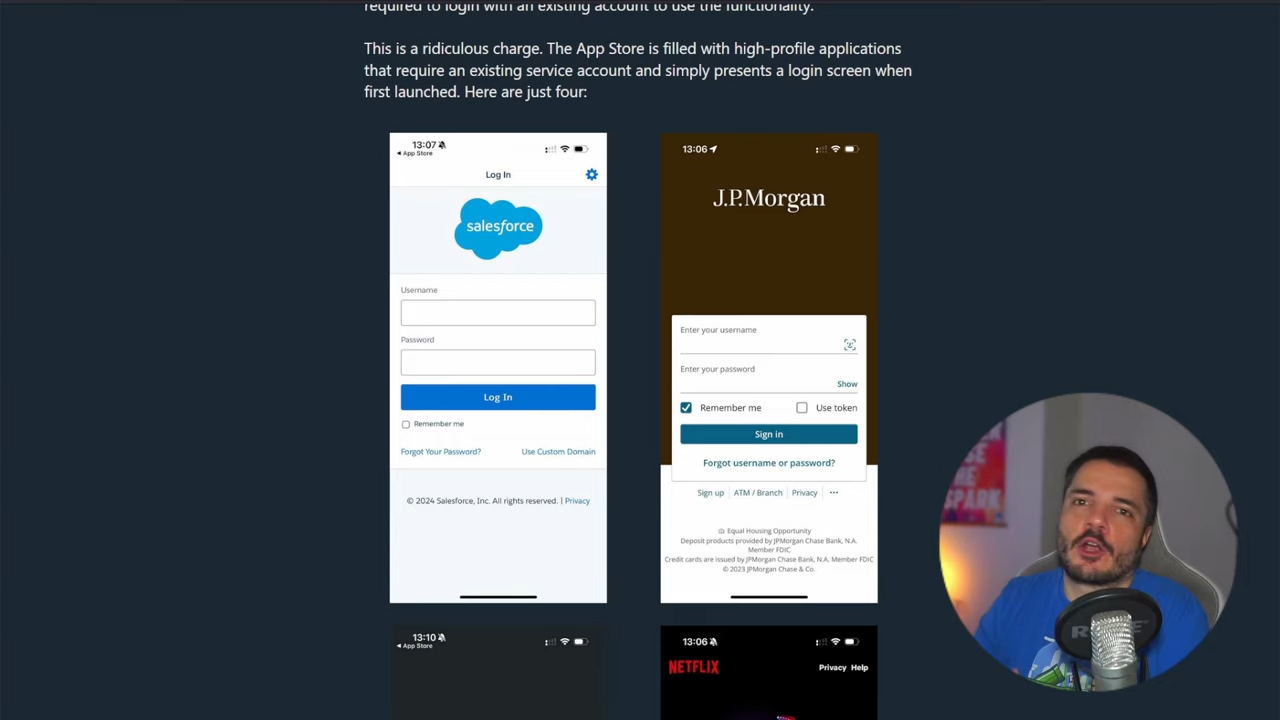 required to login with an existing account to use the functionality.
This is a ridiculous charge. The App Store is filled with high-profile applications
that require an existing service account and simply presents a login screen when
first launched. Here are just four:
13:07
◀ App Store
Log In
salesforce
Username
Password
Log In
Remember me
Forgot Your Password?
Use Custom Domain
© 2024 Salesforce, Inc. All rights reserved. | Privacy
13:06
J.P.Morgan
Enter your username
Enter your password
Show
Remember me
Use token
Sign in
Forgot username or password?
Sign up | ATM / Branch | Privacy | ···
Equal Housing Opportunity
Deposit products provided by JPMorgan Chase Bank, N.A.
Member FDIC
Credit cards are issued by JPMorgan Chase Bank, N.A. Member FDIC
© 2023 JPMorgan Chase & Co.
13:10
◀ App Store
13:06
NETFLIX
Privacy Help